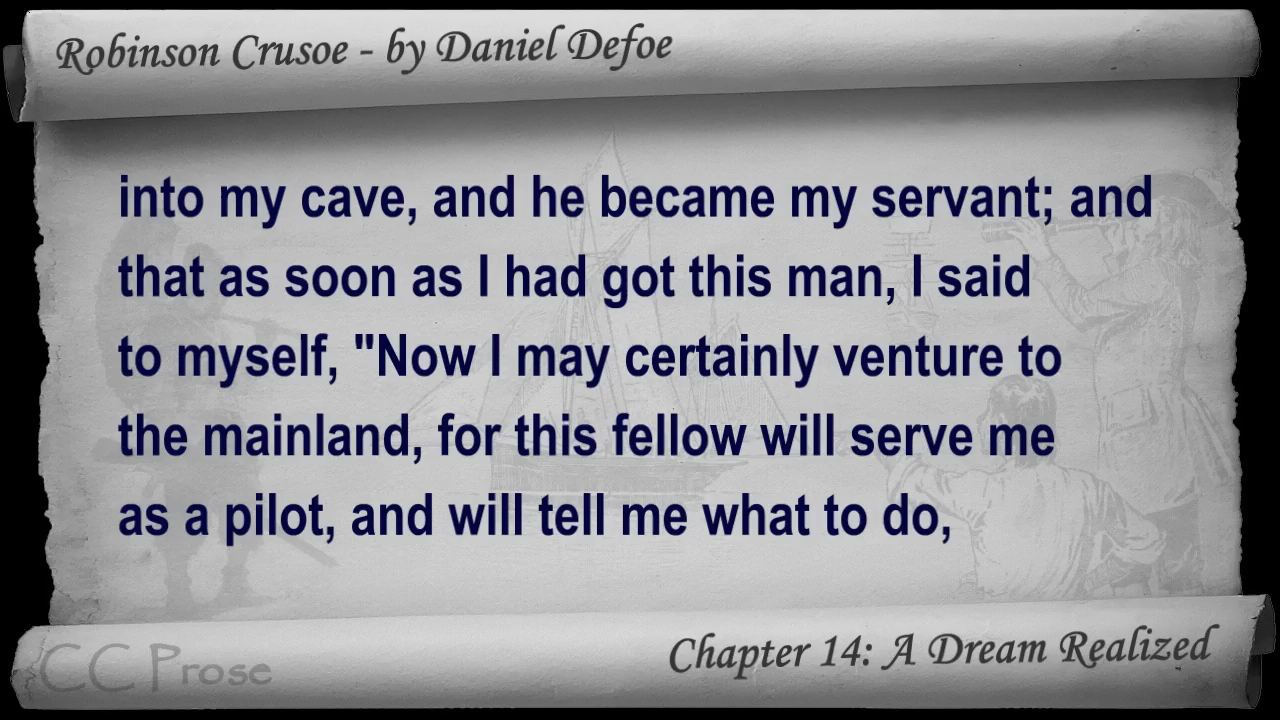 Robinson Crusoe - by Daniel Defoe
into my cave, and he became my servant; and
that as soon as I had got this man, I said
to myself, "Now I may certainly venture to
the mainland, for this fellow will serve me
as a pilot, and will tell me what to do,
CC Prose
Chapter 14: A Dream Realized